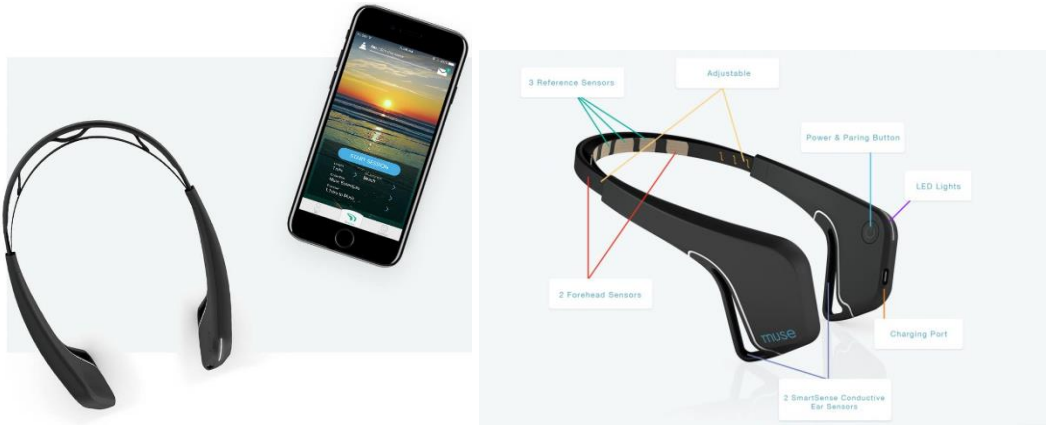 START SESSION
3 Reference Sensors
Adjustable
Power & Paring Button
LED Lights
2 Forehead Sensors
muse
Charging Port
2 SmartSense Conductive
Ear Sensors